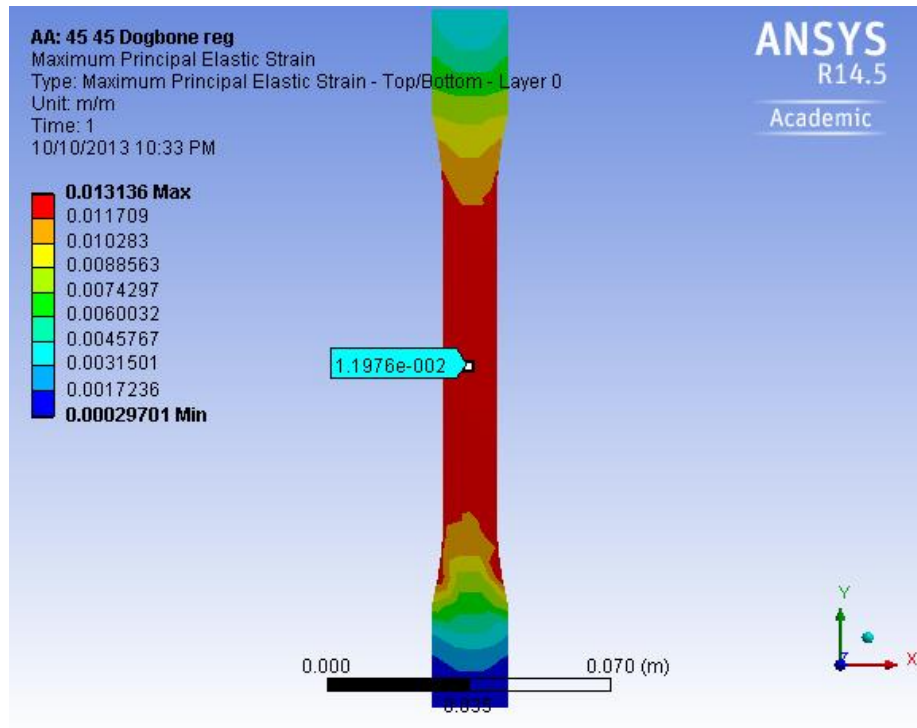 AA: 45 45 Dogbone reg
Maximum Principal Elastic Strain
Type: Maximum Principal Elastic Strain - Top/Bottom - Layer 0
Unit: m/m
Time: 1
10/10/2013 10:33 PM
ANSYS
R14.5
Academic
0.013136 Max
0.011709
0.010283
0.0088563
0.0074297
0.0060032
0.0045767
0.0031501
0.0017236
0.00029701 Min
1.1976e-002
0.000
0.070 (m)
0.035
Y
X
Z